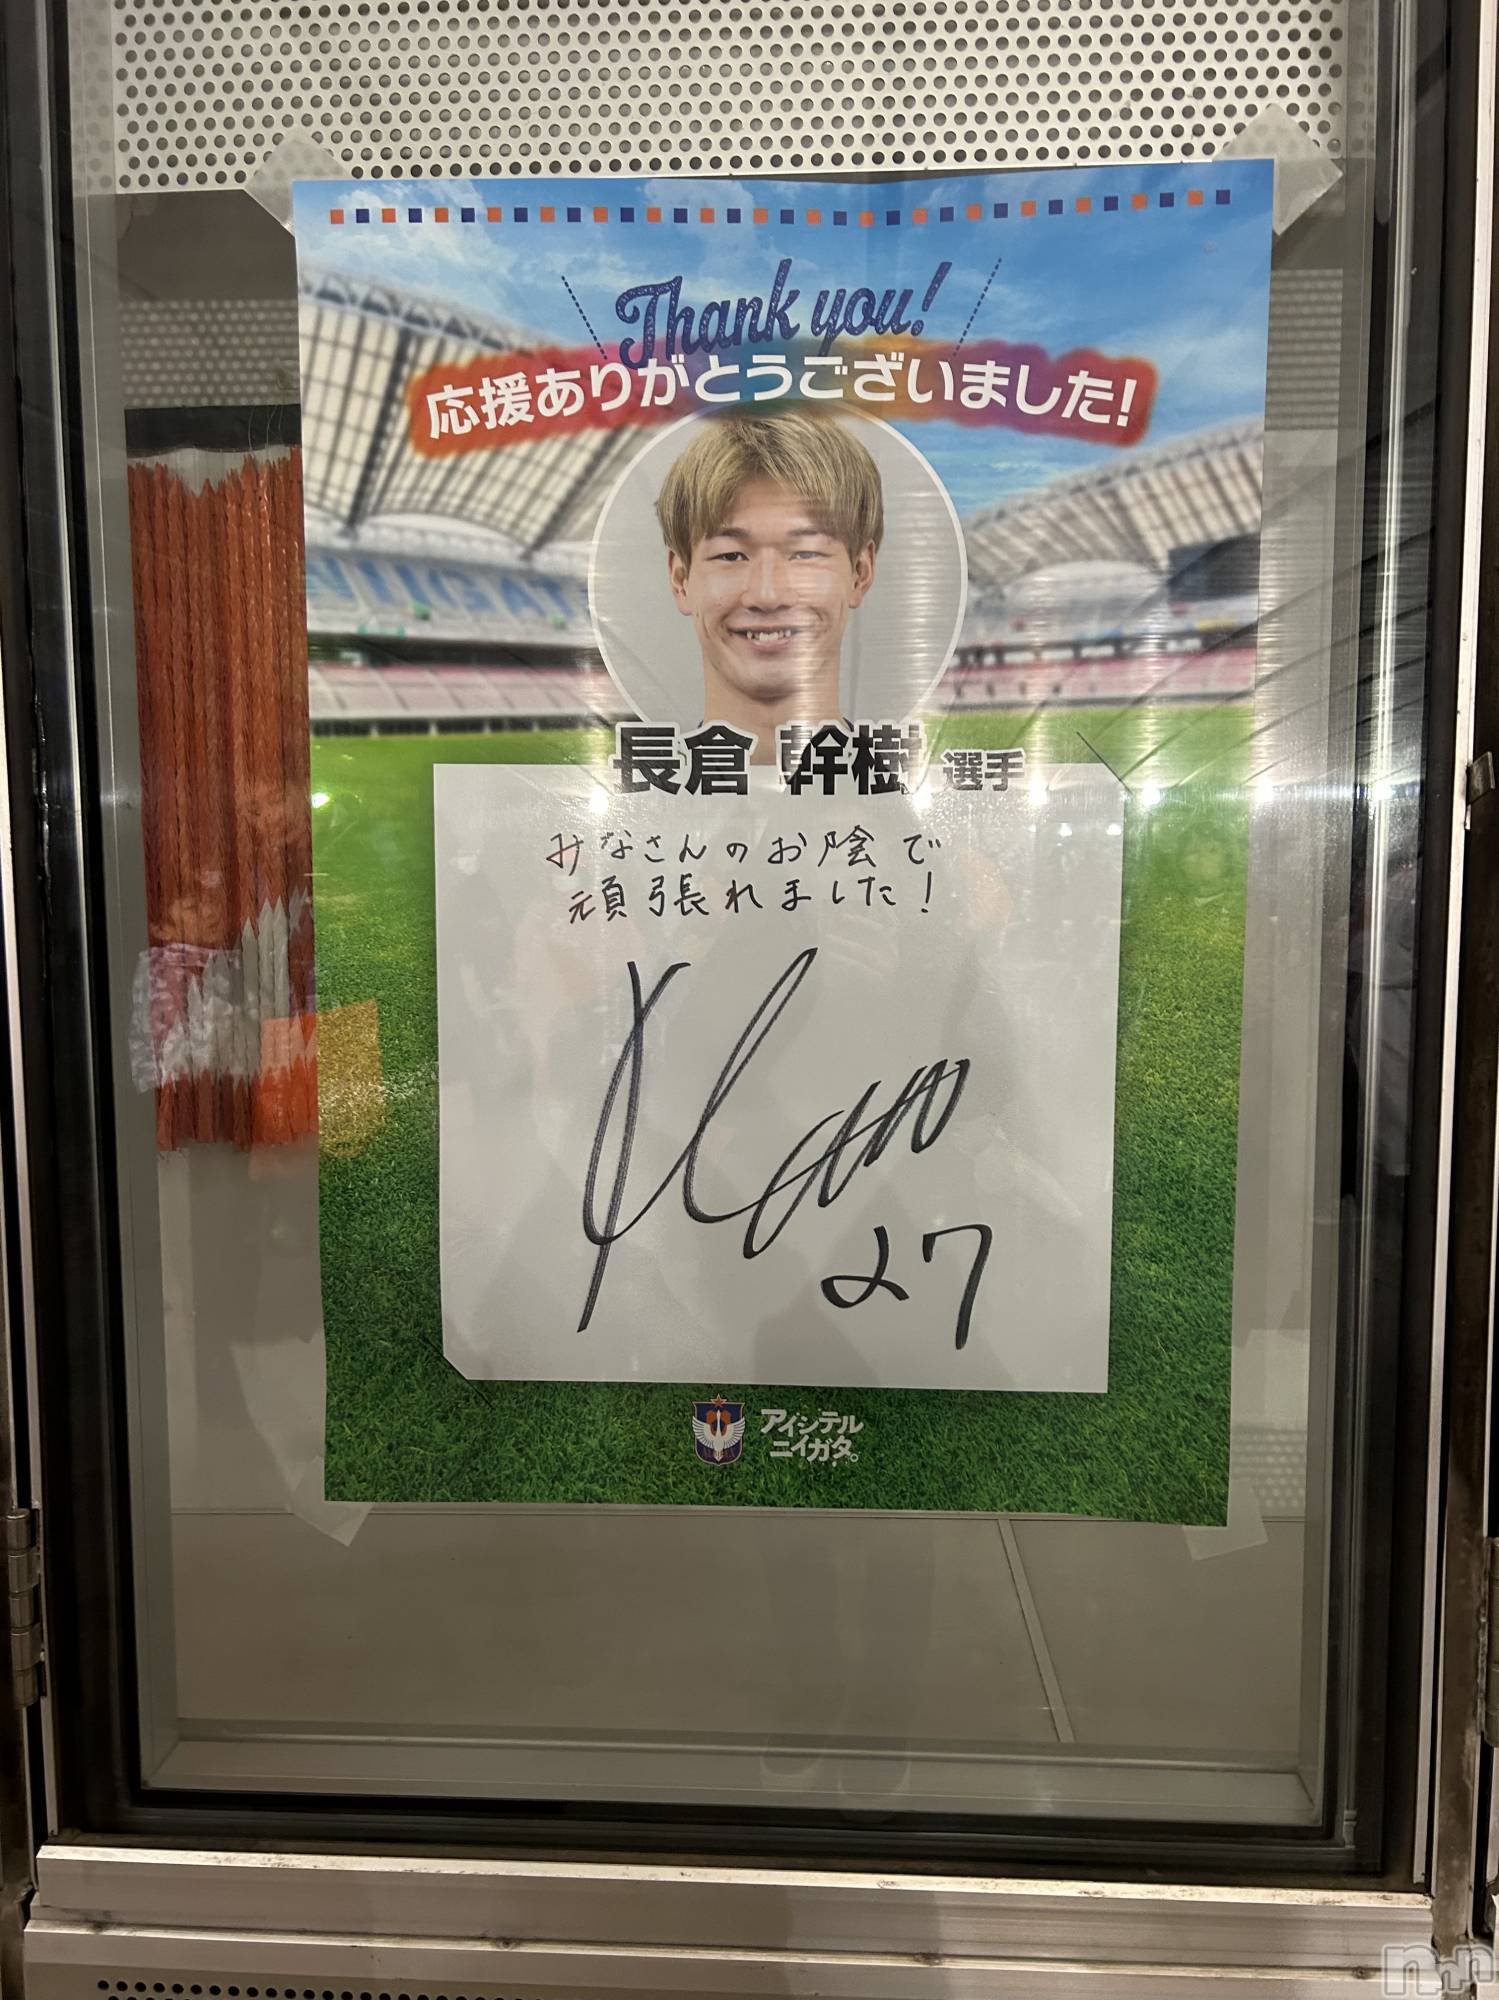 Thank you!
応援ありがとうございました!
NIIGATA
長倉 幹樹 選手
みなさんのお陰で
頑張れました!
27
アイシテル
ニイガタ。